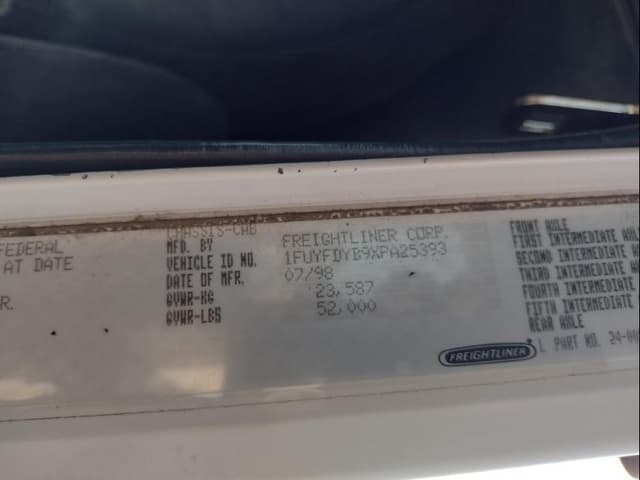 FEDERAL
AT DATE
R.
CHASSIS-CAB
MFD. BY FREIGHTLINER CORP
VEHICLE ID NO. 1FUYFDYB9XPA25393
DATE OF MFR. 07/98
GVWR-KG 23,587
GVWR-LBS 52,000
FRONT AXLE
FIRST INTERMEDIATE
SECOND INTERMEDIATE
THIRD INTERMEDIATE
FOURTH INTERMEDIATE
FIFTH INTERMEDIATE
REAR AXLE
FREIGHTLINER
L PART NO. 24-00